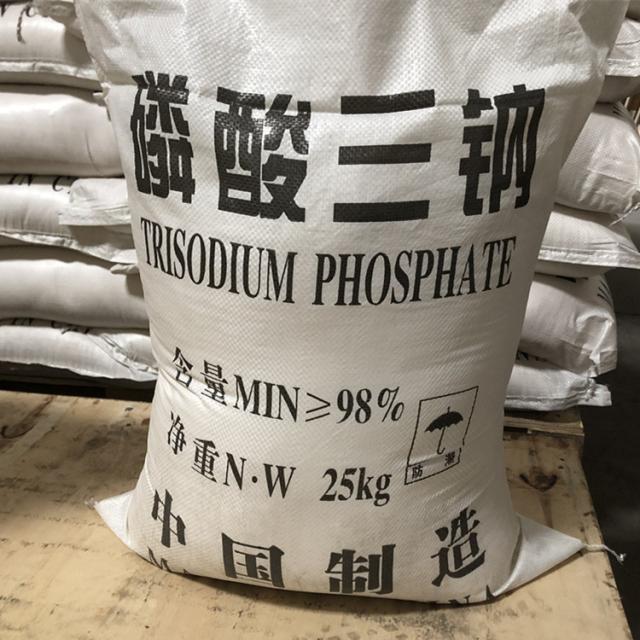 磷酸三钠
TRISODIUM PHOSPHATE
含量MIN≥98%
净重N·W 25kg
防潮
中国制造